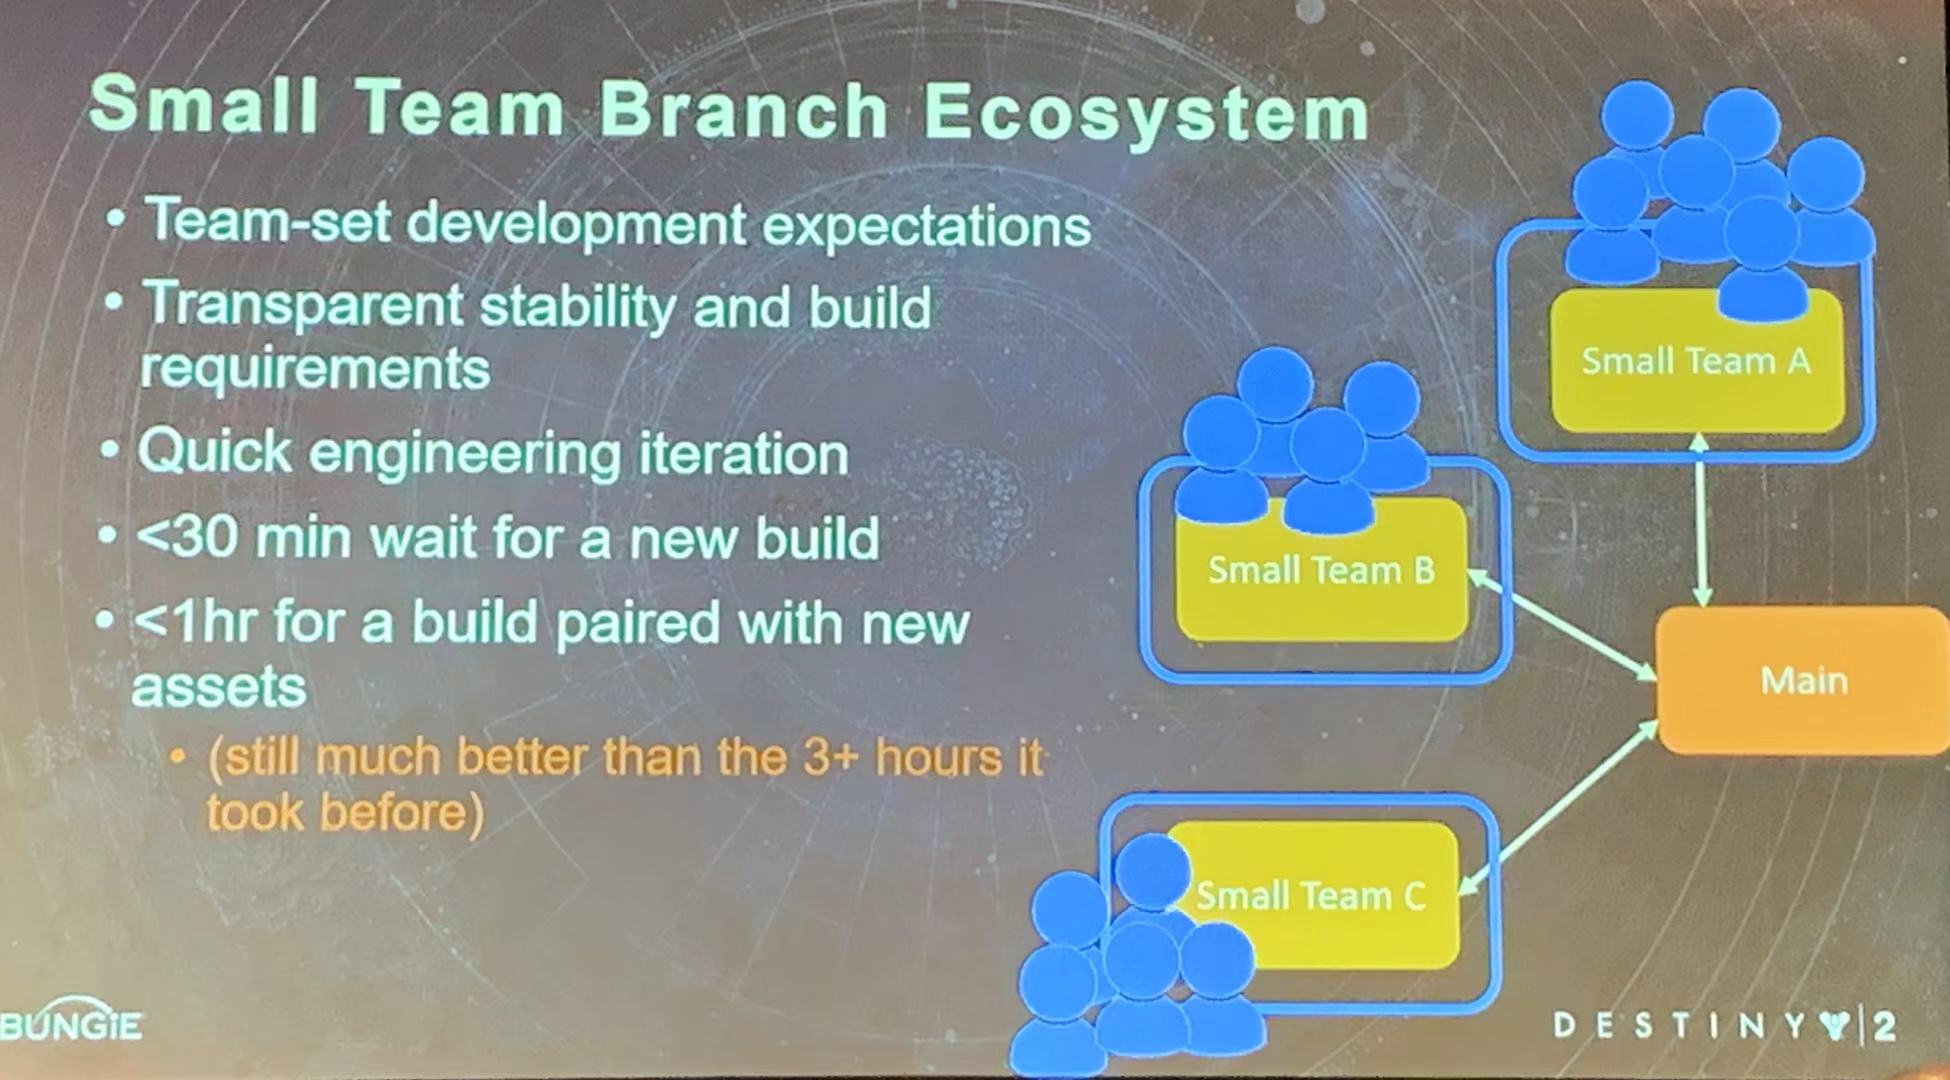 Small Team Branch Ecosystem
• Team-set development expectations
• Transparent stability and build
requirements
• Quick engineering iteration
• <30 min wait for a new build
• <1hr for a build paired with new
assets
• (still much better than the 3+ hours it
took before)
Small Team A
Small Team B
Main
Small Team C
BUNGiE
DESTINY 2